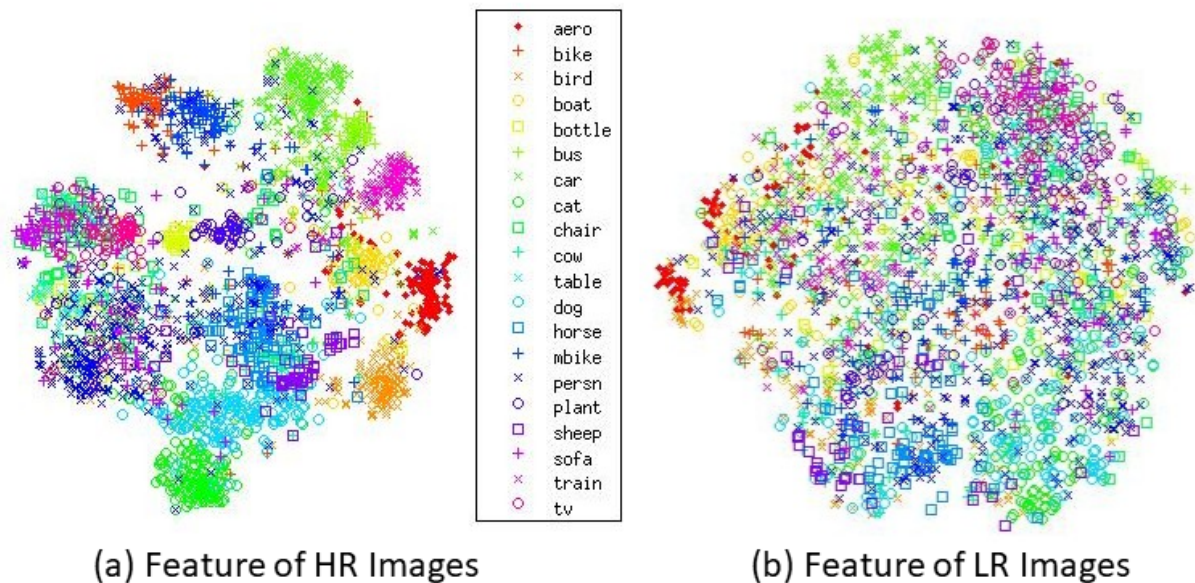 aero
bike
bird
boat
bottle
bus
car
cat
chair
cow
table
dog
horse
mbike
persn
plant
sheep
sofa
train
tv
(a) Feature of HR Images
(b) Feature of LR Images